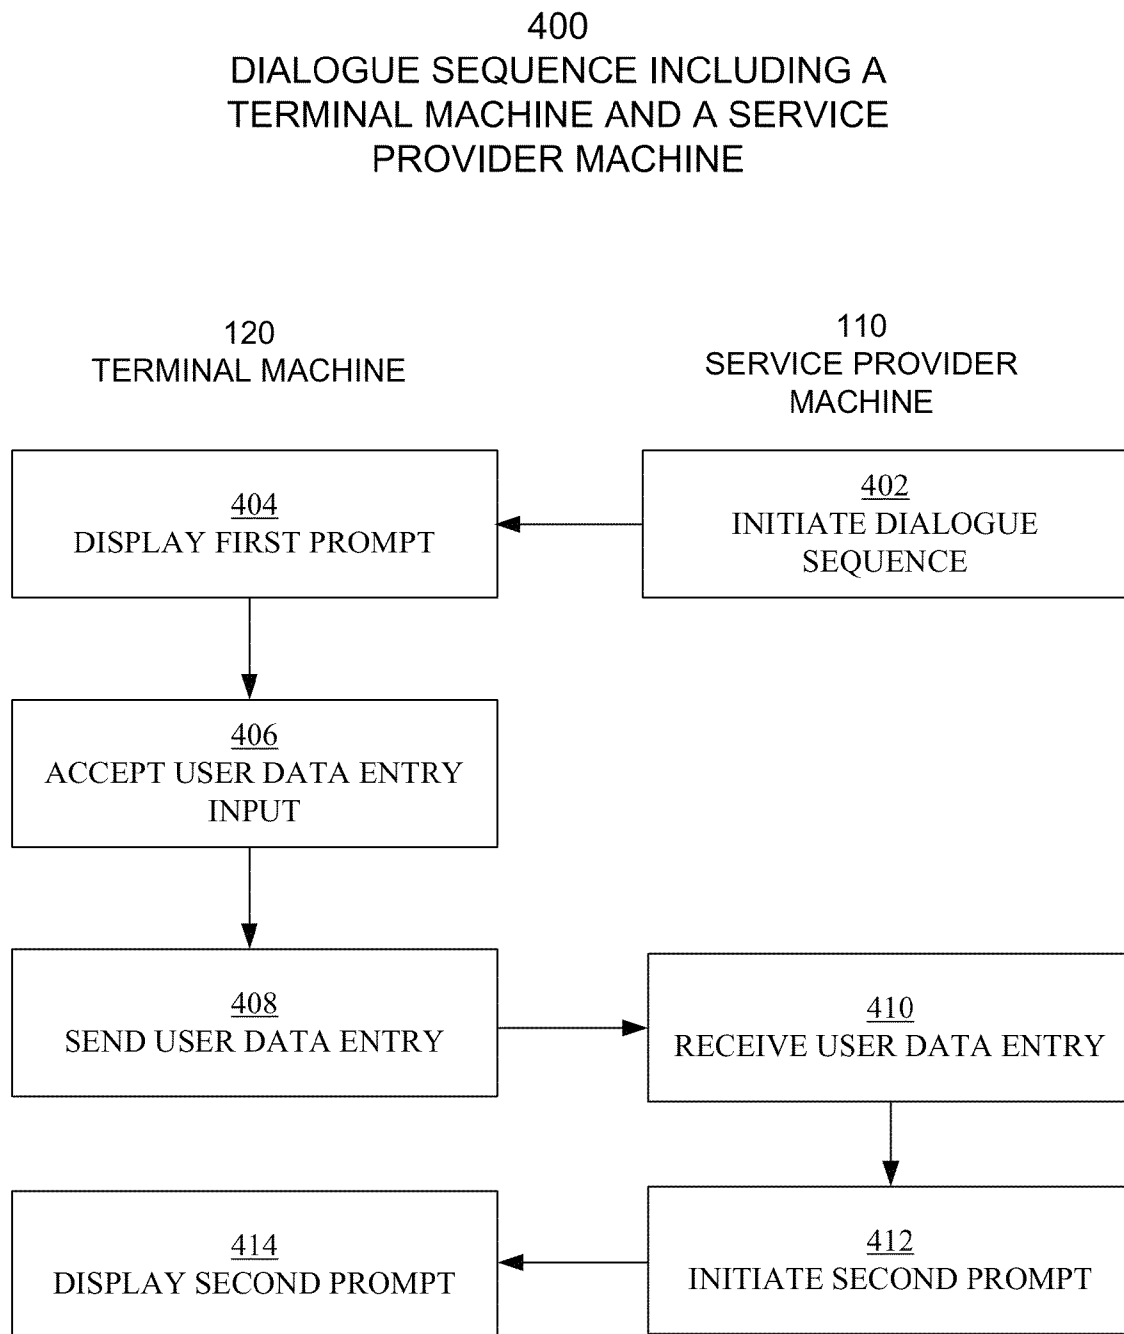 400
DIALOGUE SEQUENCE INCLUDING A
TERMINAL MACHINE AND A SERVICE
PROVIDER MACHINE
120
TERMINAL MACHINE
110
SERVICE PROVIDER
MACHINE
404
DISPLAY FIRST PROMPT
402
INITIATE DIALOGUE
SEQUENCE
406
ACCEPT USER DATA ENTRY
INPUT
408
SEND USER DATA ENTRY
410
RECEIVE USER DATA ENTRY
414
DISPLAY SECOND PROMPT
412
INITIATE SECOND PROMPT